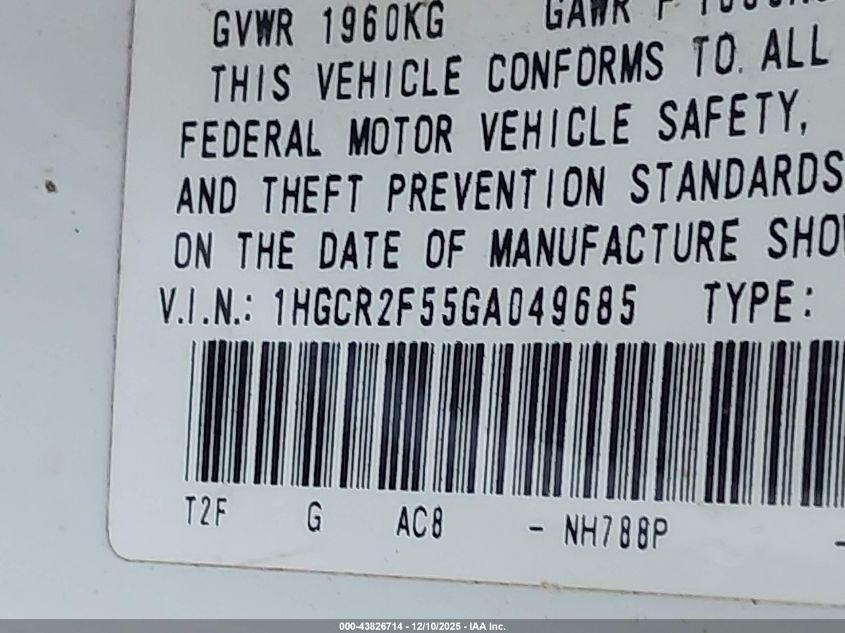 GVWR 1960KG GAWR F
THIS VEHICLE CONFORMS TO ALL
FEDERAL MOTOR VEHICLE SAFETY,
AND THEFT PREVENTION STANDARDS
ON THE DATE OF MANUFACTURE SHO
V.I.N.: 1HGCR2F55GA049685 TYPE:
T2F G AC8 - NH788P -
000-43826714 - 12/10/2025 - IAA Inc.